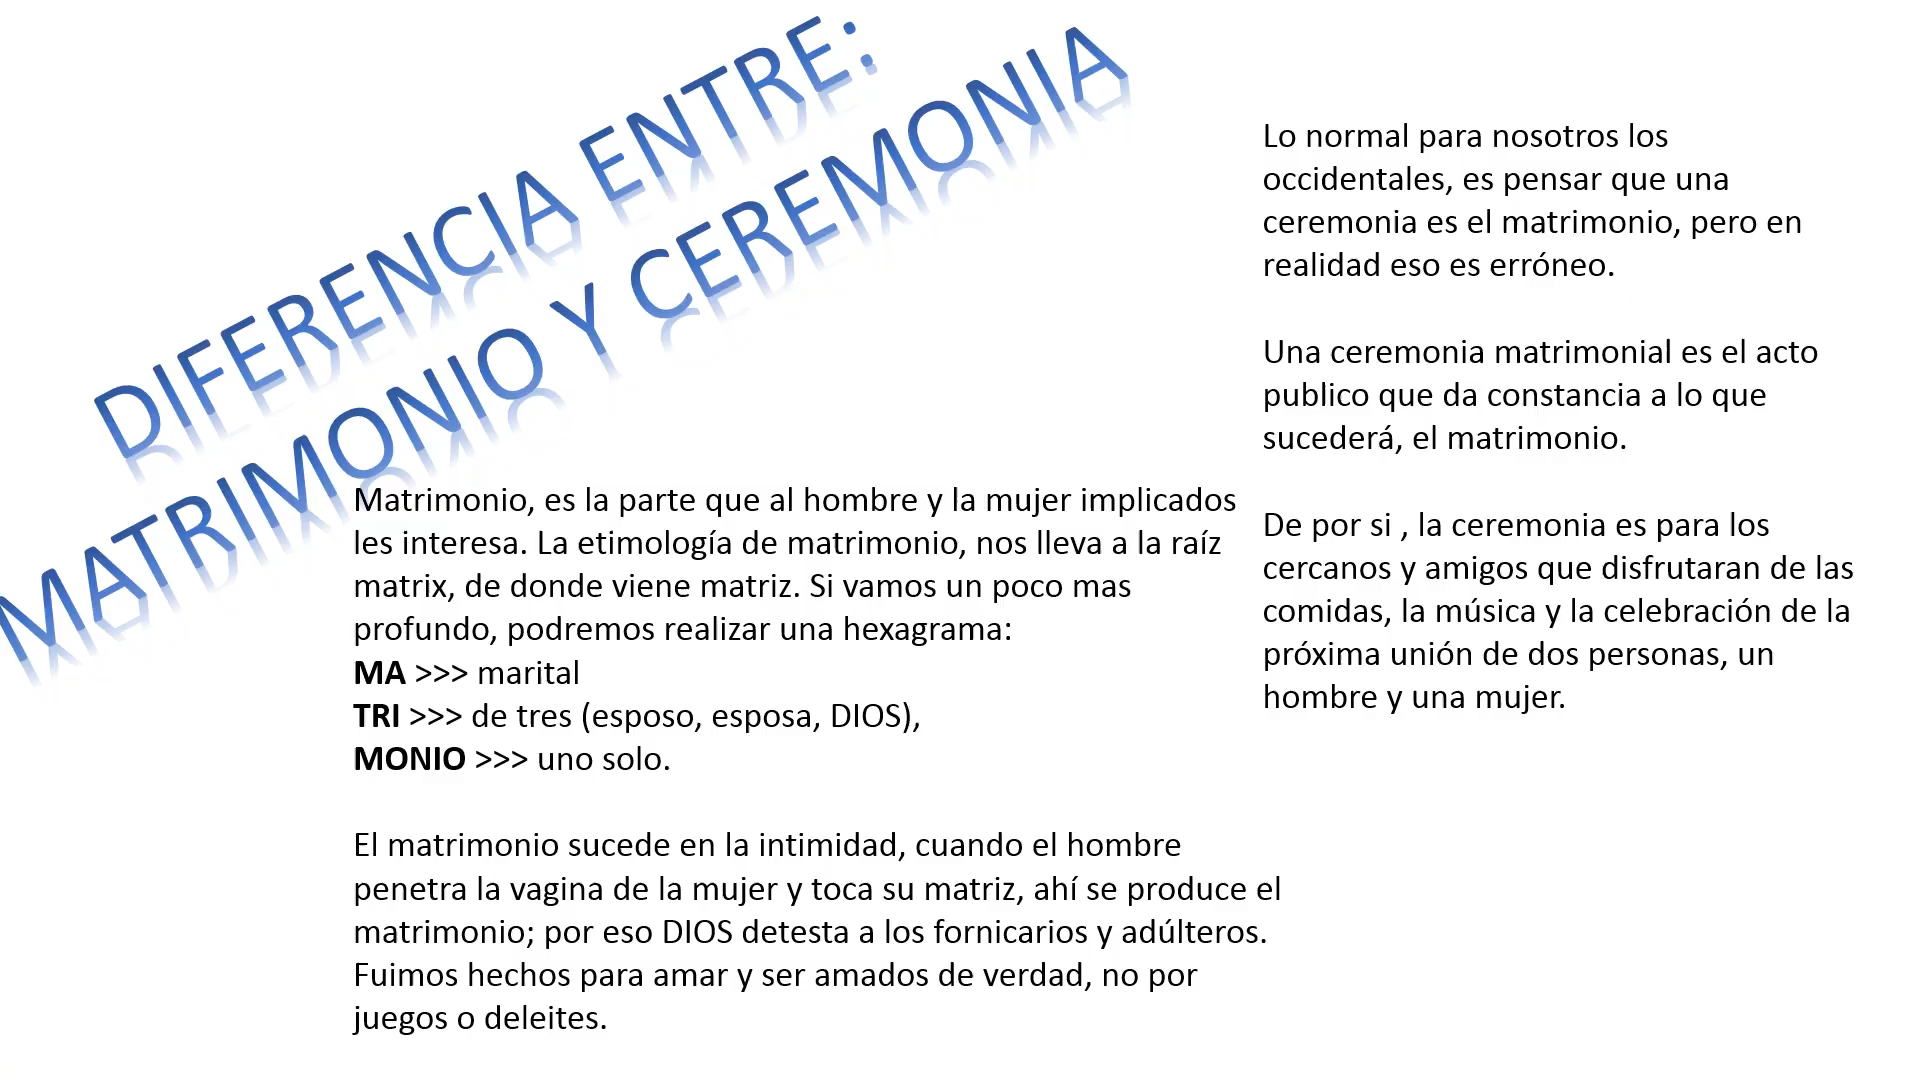 DIFERENCIA ENTRE:
MATRIMONIO Y CEREMONIA
Matrimonio, es la parte que al hombre y la mujer implicados
les interesa. La etimología de matrimonio, nos lleva a la raíz
matrix, de donde viene matriz. Si vamos un poco mas
profundo, podremos realizar una hexagrama:
MA >>> marital
TRI >>> de tres (esposo, esposa, DIOS),
MONIO >>> uno solo.
El matrimonio sucede en la intimidad, cuando el hombre
penetra la vagina de la mujer y toca su matriz, ahí se produce el
matrimonio; por eso DIOS detesta a los fornicarios y adúlteros.
Fuimos hechos para amar y ser amados de verdad, no por
juegos o deleites.
Lo normal para nosotros los
occidentales, es pensar que una
ceremonia es el matrimonio, pero en
realidad eso es erróneo.
Una ceremonia matrimonial es el acto
publico que da constancia a lo que
sucederá, el matrimonio.
De por si , la ceremonia es para los
cercanos y amigos que disfrutaran de las
comidas, la música y la celebración de la
próxima unión de dos personas, un
hombre y una mujer.